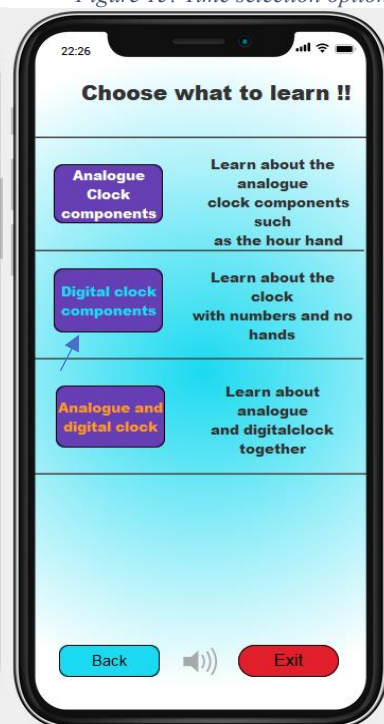 Figure 15: Time selection option
22:26
Choose what to learn !!
Analogue
Clock
components
Learn about the
analogue
clock components
such
as the hour hand
Digital clock
components
Learn about the
clock
with numbers and no
hands
Analogue and
digital clock
Learn about
analogue
and digitalclock
together
Back
Exit